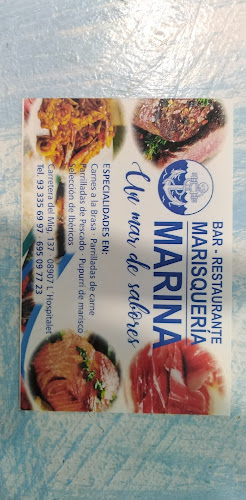 BAR - RESTAURANTE
MARISQUERÍA
MARINA
Un mar de sabores
ESPECIALIDADES EN:
Carnes a la Brasa · Parrilladas de carne
Parrilladas de Pescado · Pupurri de marisco
Selección de Ibéricos
Carretera del Mig, 137 · 08907 L'Hospitalet
Tel. 93 335 69 97 · 695 09 77 23